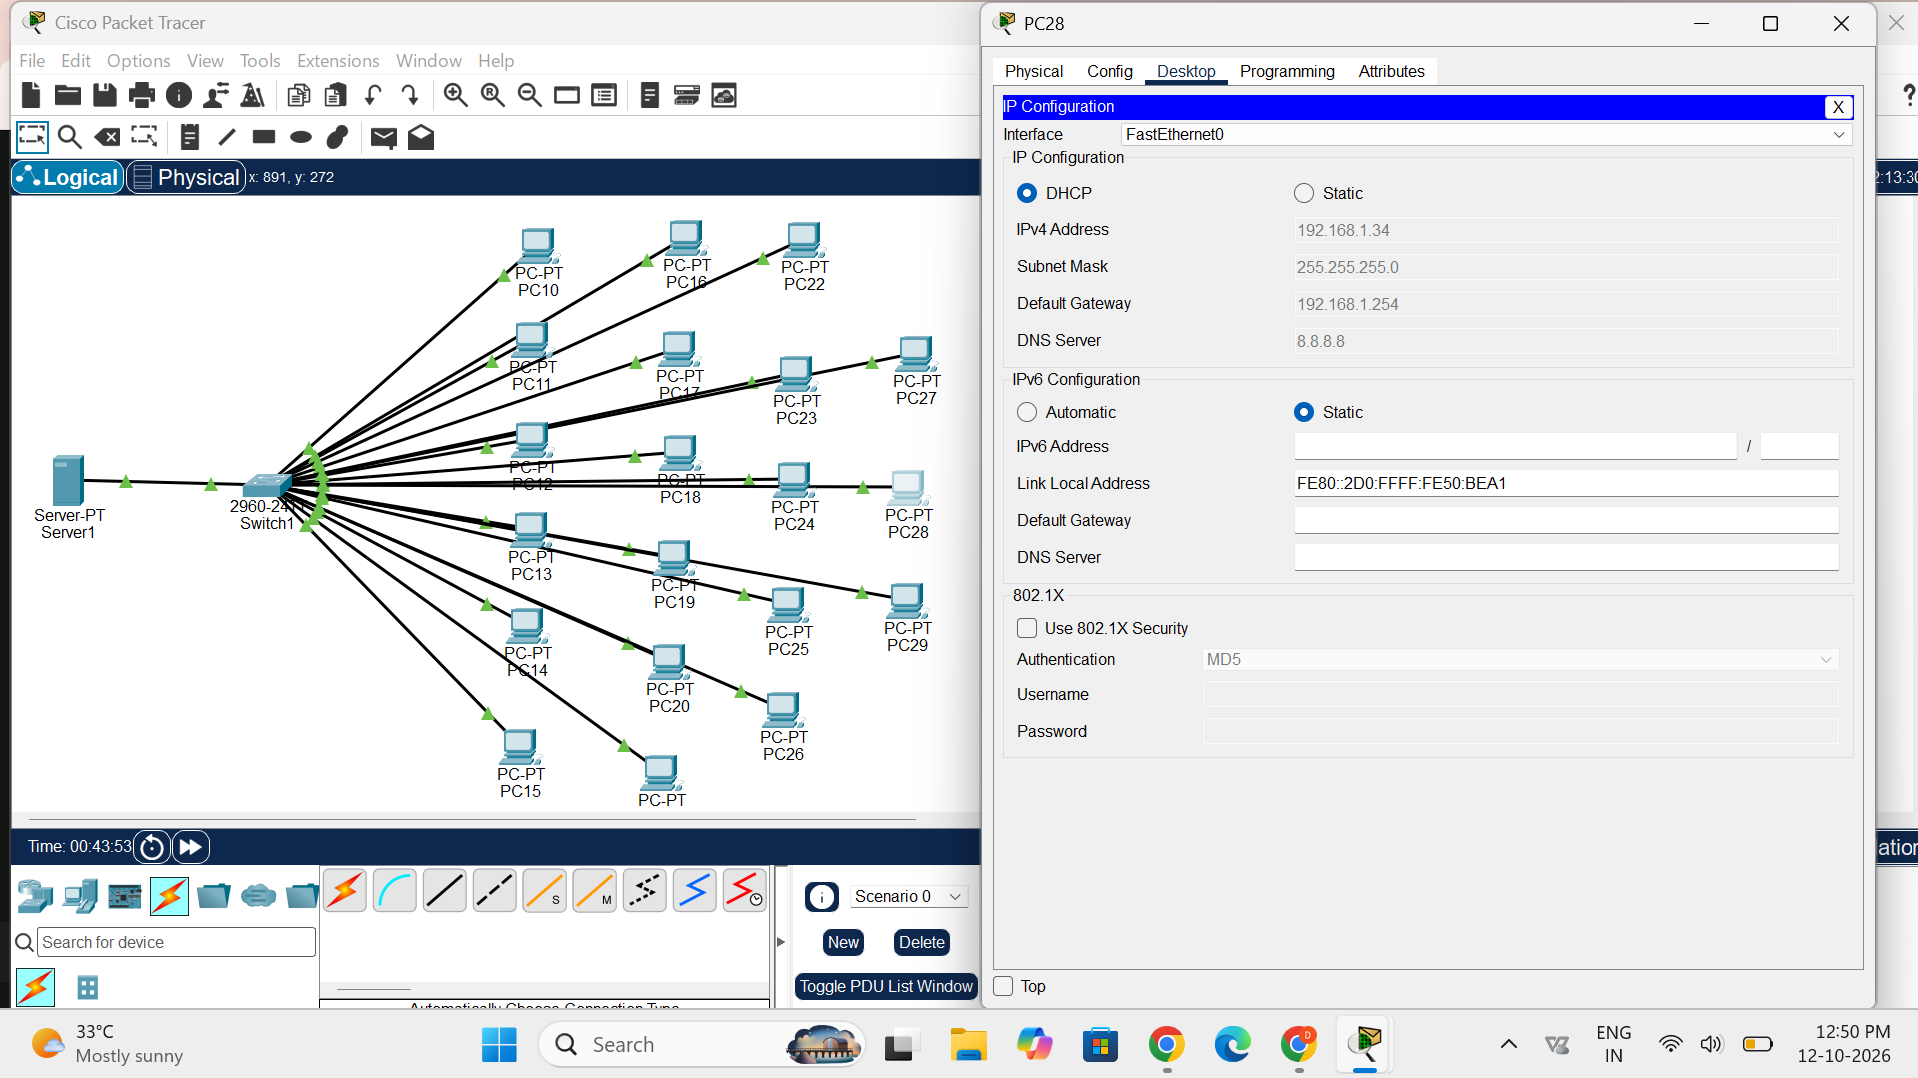 Cisco Packet Tracer
File Edit Options View Tools Extensions Window Help
Logical Physical x: 891, y: 272
PC-PT
PC10
PC-PT
PC16
PC-PT
PC22
PC-PT
PC11
PC-PT
PC17
PC-PT
PC23
PC-PT
PC27
PC-PT
PC12
PC-PT
PC18
PC-PT
PC24
PC-PT
PC28
Server-PT
Server1
Switch1
PC-PT
PC13
PC-PT
PC19
PC-PT
PC25
PC-PT
PC29
PC-PT
PC14
PC-PT
PC20
PC-PT
PC26
PC-PT
PC15
PC-PT
Time: 00:43:53
S
M
Search for device
Scenario 0
New Delete
Toggle PDU List Window
PC28
Physical Config Desktop Programming Attributes
IP Configuration X
Interface FastEthernet0
IP Configuration
DHCP Static
IPv4 Address 192.168.1.34
Subnet Mask 255.255.255.0
Default Gateway 192.168.1.254
DNS Server 8.8.8.8
IPv6 Configuration
Automatic Static
IPv6 Address /
Link Local Address FE80::2D0:FFFF:FE50:BEA1
Default Gateway
DNS Server
802.1X
Use 802.1X Security
Authentication MD5
Username
Password
Top
?
2:13:30
33°C
Mostly sunny
Search
ENG
IN
12:50 PM
12-10-2026